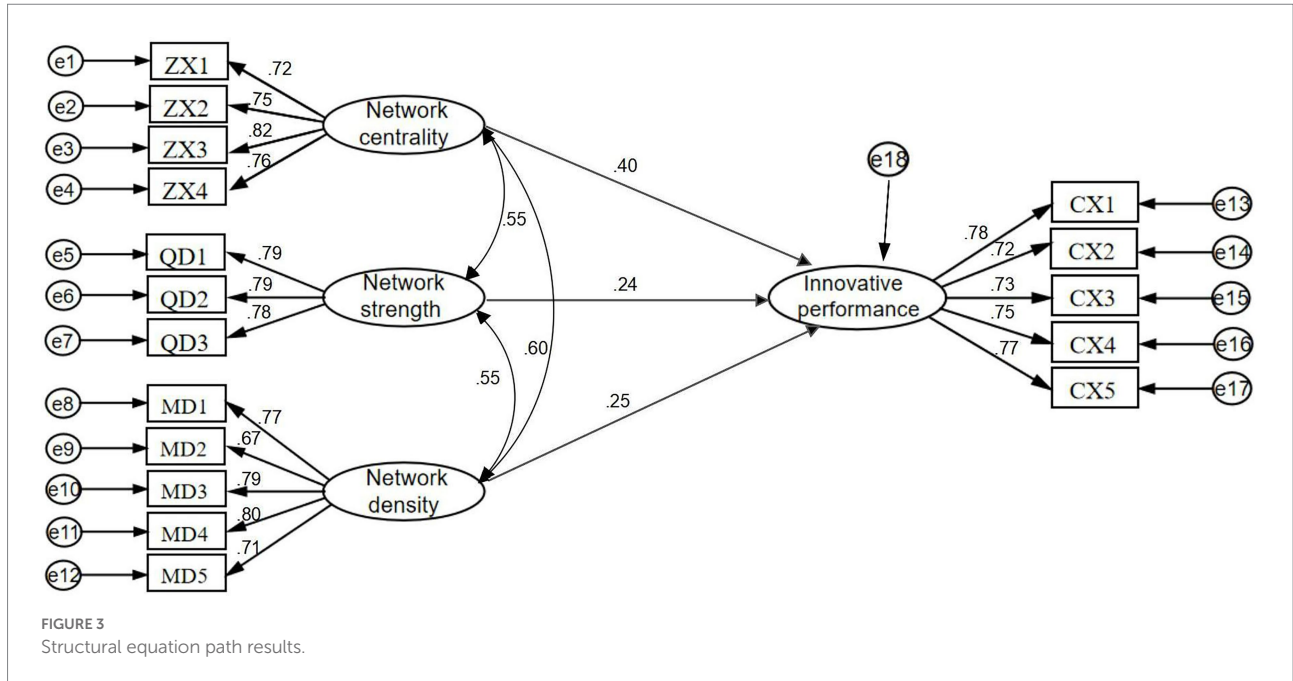 e1
ZX1
.72
e2
ZX2
.75
e3
ZX3
.82
e4
ZX4
.76
Network
centrality
e5
QD1
.79
e6
QD2
.79
e7
QD3
.78
Network
strength
e8
MD1
.77
e9
MD2
.67
e10
MD3
.79
e11
MD4
.80
e12
MD5
.71
Network
density
.55
.55
.60
.40
.24
.25
e18
Innovative
performance
.78
CX1
e13
.72
CX2
e14
.73
CX3
e15
.75
CX4
e16
.77
CX5
e17
FIGURE 3
Structural equation path results.